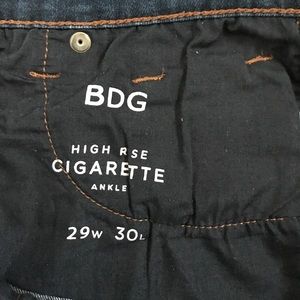 BDG
HIGH RSE
CIGARETTE
ANKLE
29W 30L